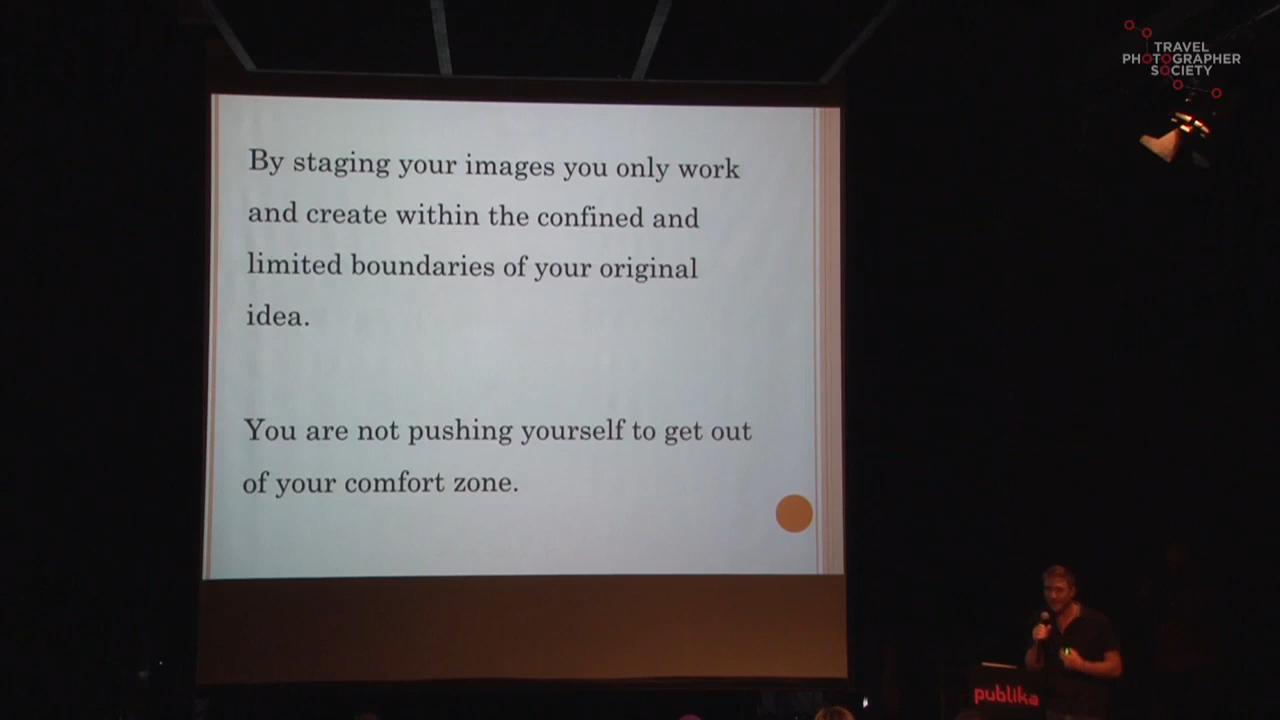 TRAVEL
PHOTOGRAPHER
SOCIETY
By staging your images you only work
and create within the confined and
limited boundaries of your original
idea.
You are not pushing yourself to get out
of your comfort zone.
publika